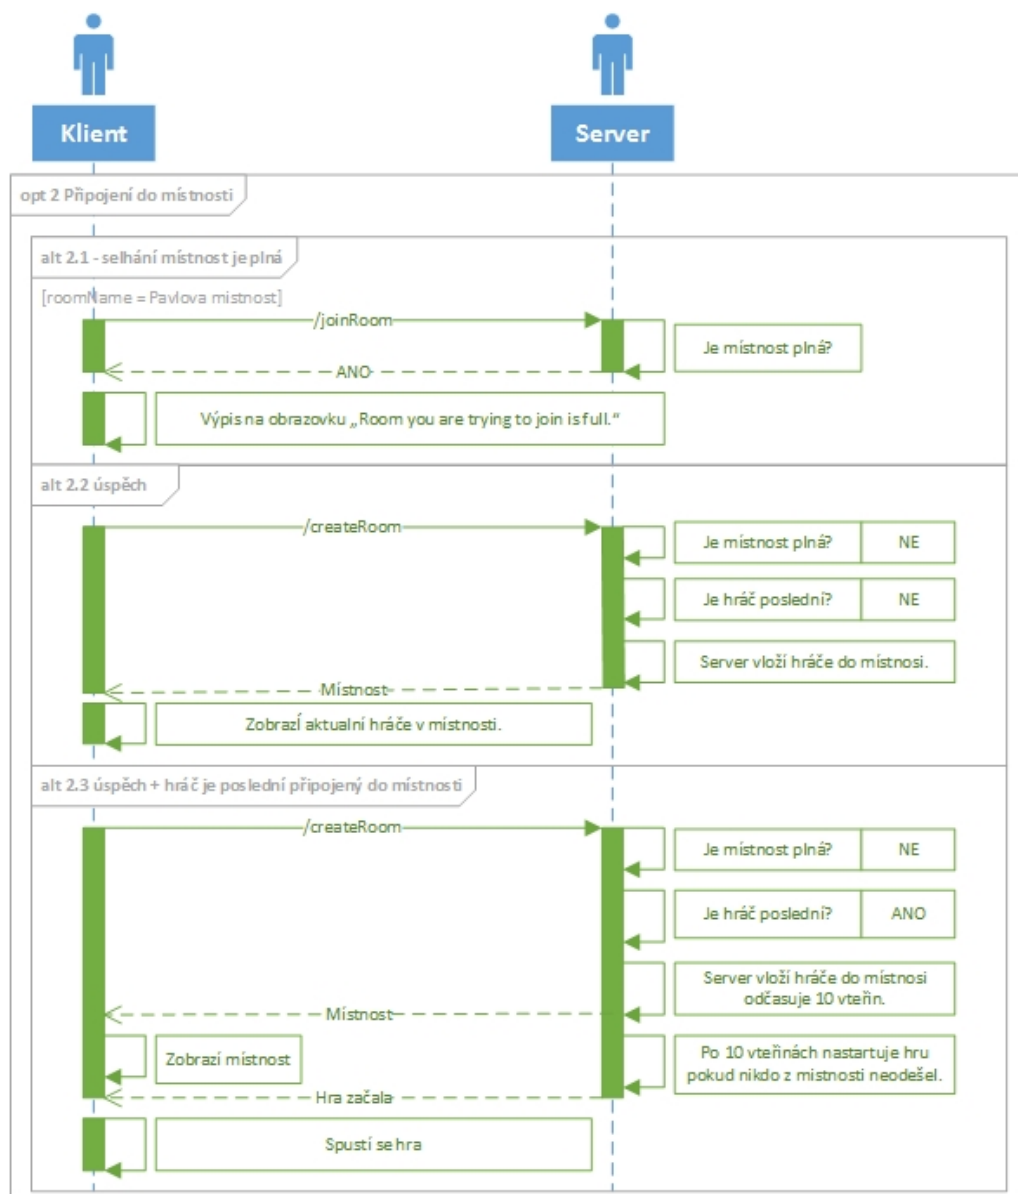 Klient
Server
opt 2 Připojení do místnosti
alt 2.1 - selhání místnost je plná
[roomName = Pavlova mistnost]
/joinRoom
Je místnost plná?
ANO
Výpis na obrazovku „Room you are trying to join is full.“
alt 2.2 úspěch
/createRoom
Je místnost plná?
NE
Je hráč poslední?
NE
Server vloží hráče do místnosi.
Místnost
Zobrazí aktualní hráče v místnosti.
alt 2.3 úspěch + hráč je poslední připojený do místnosti
/createRoom
Je místnost plná?
NE
Je hráč poslední?
ANO
Server vloží hráče do místnosi
odčasuje 10 vteřin.
Místnost
Zobrazí místnost
Po 10 vteřinách nastartuje hru
pokud nikdo z mistnosti neodešel.
Hra začala
Spustí se hra